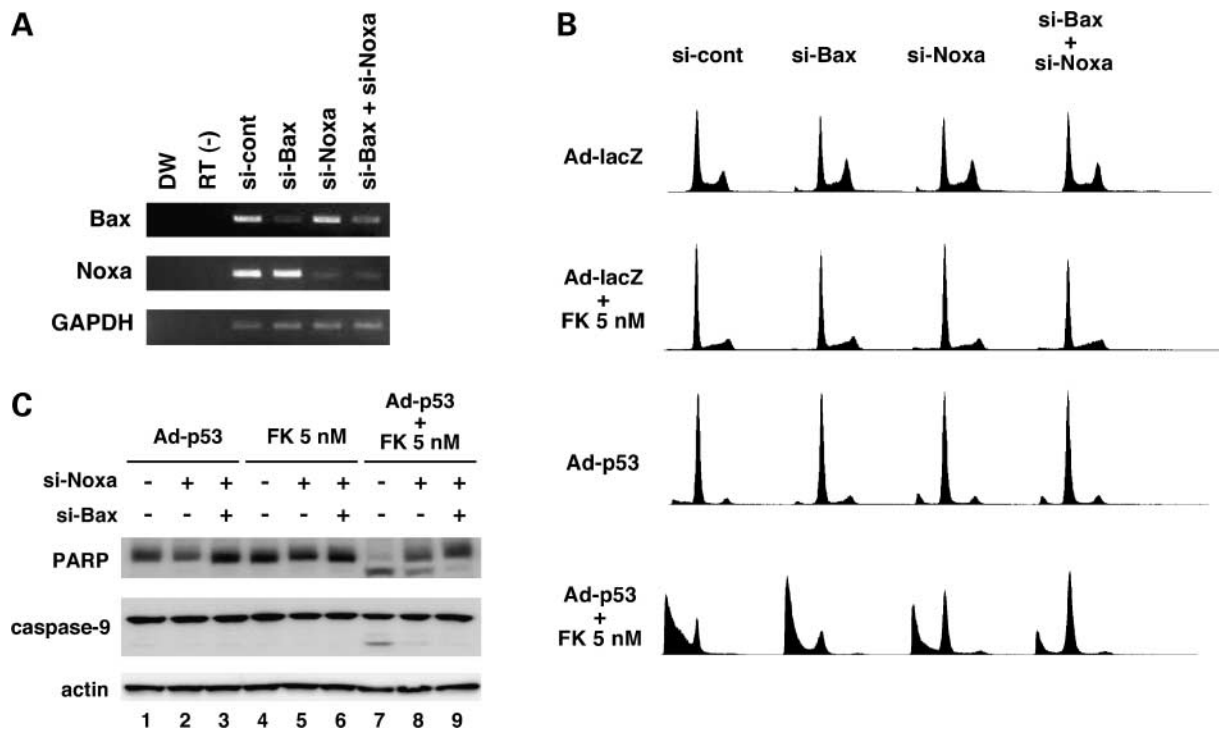 A
DW
RT (-)
si-cont
si-Bax
si-Noxa
si-Bax + si-Noxa
Bax
Noxa
GAPDH
B
si-cont
si-Bax
si-Noxa
si-Bax
+
si-Noxa
Ad-lacZ
Ad-lacZ
+
FK 5 nM
Ad-p53
Ad-p53
+
FK 5 nM
C
Ad-p53
FK 5 nM
Ad-p53
+
FK 5 nM
si-Noxa - + + - + + - + +
si-Bax - - + - - + - - +
PARP
caspase-9
actin
1 2 3 4 5 6 7 8 9